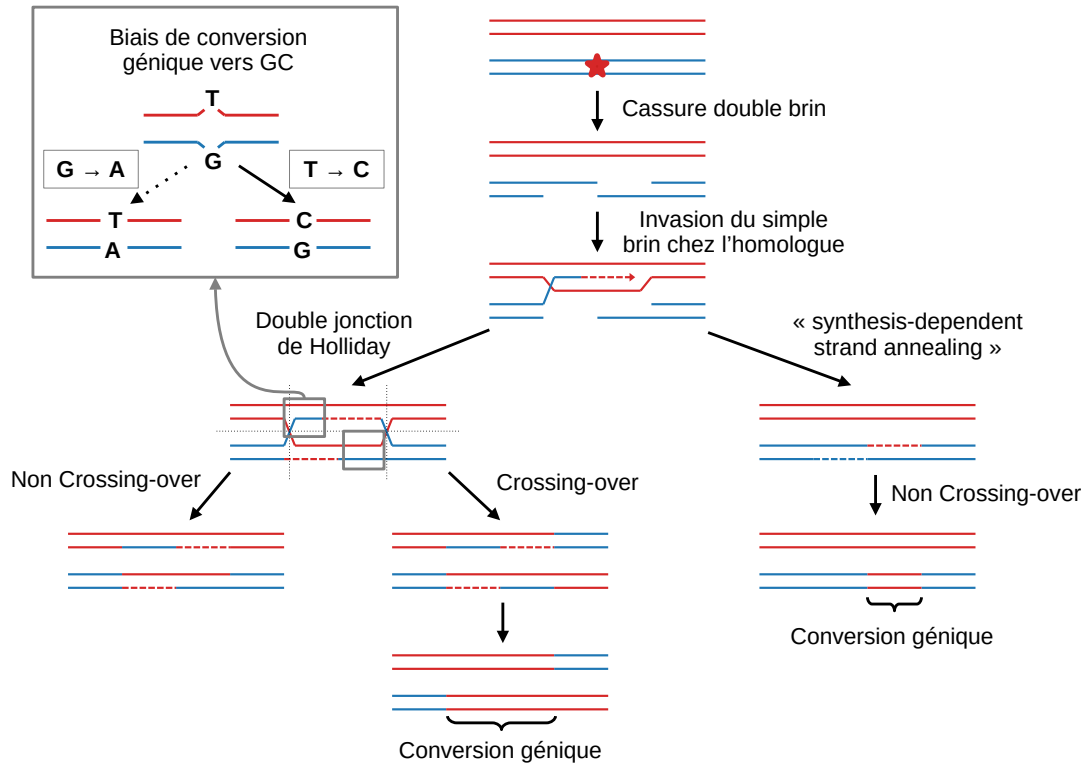 Biais de conversion
génique vers GC
T
G
G → A
T → C
T
A
C
G
Cassure double brin
Invasion du simple
brin chez l'homologue
Double jonction
de Holliday
« synthesis-dependent
strand annealing »
Non Crossing-over
Crossing-over
Non Crossing-over
Conversion génique
Conversion génique